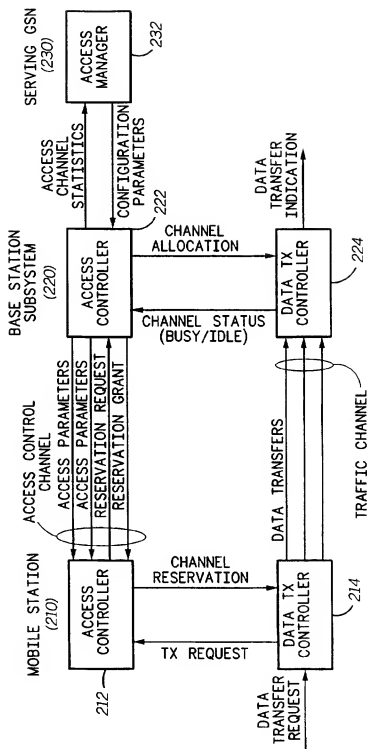 SERVING GSN
(230)
ACCESS
MANAGER
232
ACCESS
CHANNEL
STATISTICS
CONFIGURATION
PARAMETERS
BASE STATION
SUBSYSTEM
(220)
ACCESS
CONTROLLER
222
CHANNEL
ALLOCATION
CHANNEL STATUS
(BUSY/IDLE)
DATA TX
CONTROLLER
224
DATA
TRANSFER
INDICATION
ACCESS CONTROL
CHANNEL
ACCESS PARAMETERS
ACCESS PARAMETERS
RESERVATION REQUEST
RESERVATION GRANT
DATA TRANSFERS
TRAFFIC CHANNEL
MOBILE STATION
(210)
ACCESS
CONTROLLER
212
CHANNEL
RESERVATION
TX REQUEST
DATA TX
CONTROLLER
214
DATA
TRANSFER
REQUEST